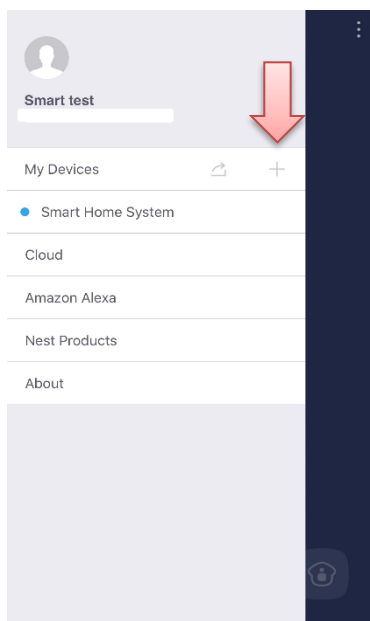 Smart test
My Devices
Smart Home System
Cloud
Amazon Alexa
Nest Products
About